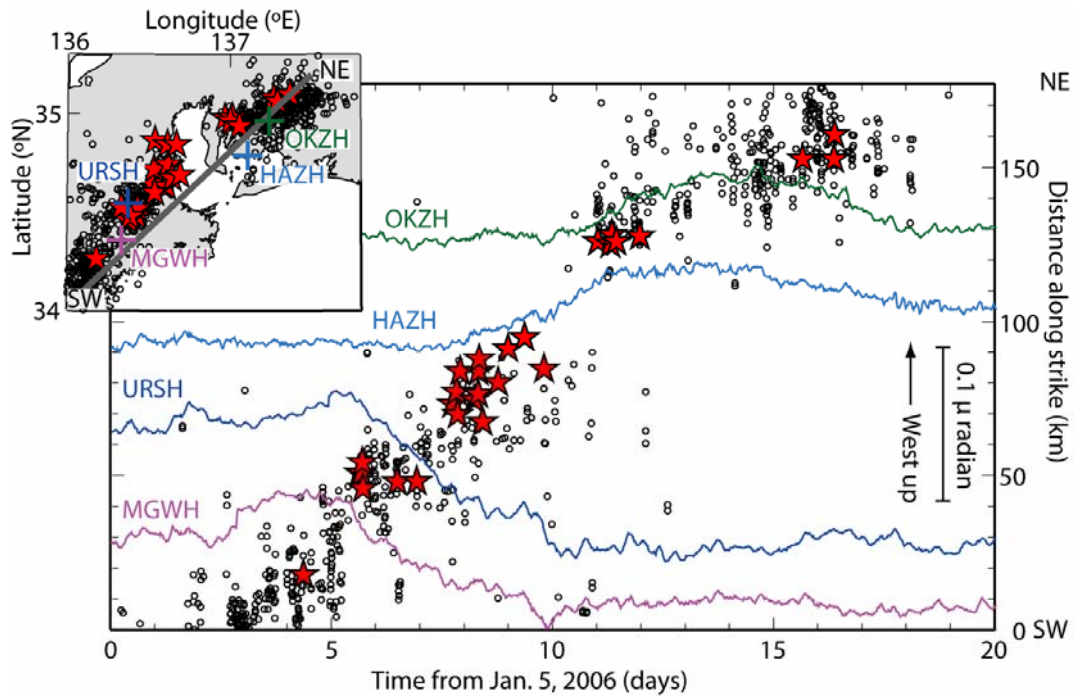 Longitude (ºE)
136
137
NE
NE
35
OKZH
URSH
HAZH
Latitude (ºN)
MGWH
SW
34
150
OKZH
HAZH
100
URSH
Distance along strike (km)
0.1 μ radian
West up
50
MGWH
0 SW
0
5
10
15
20
Time from Jan. 5, 2006 (days)